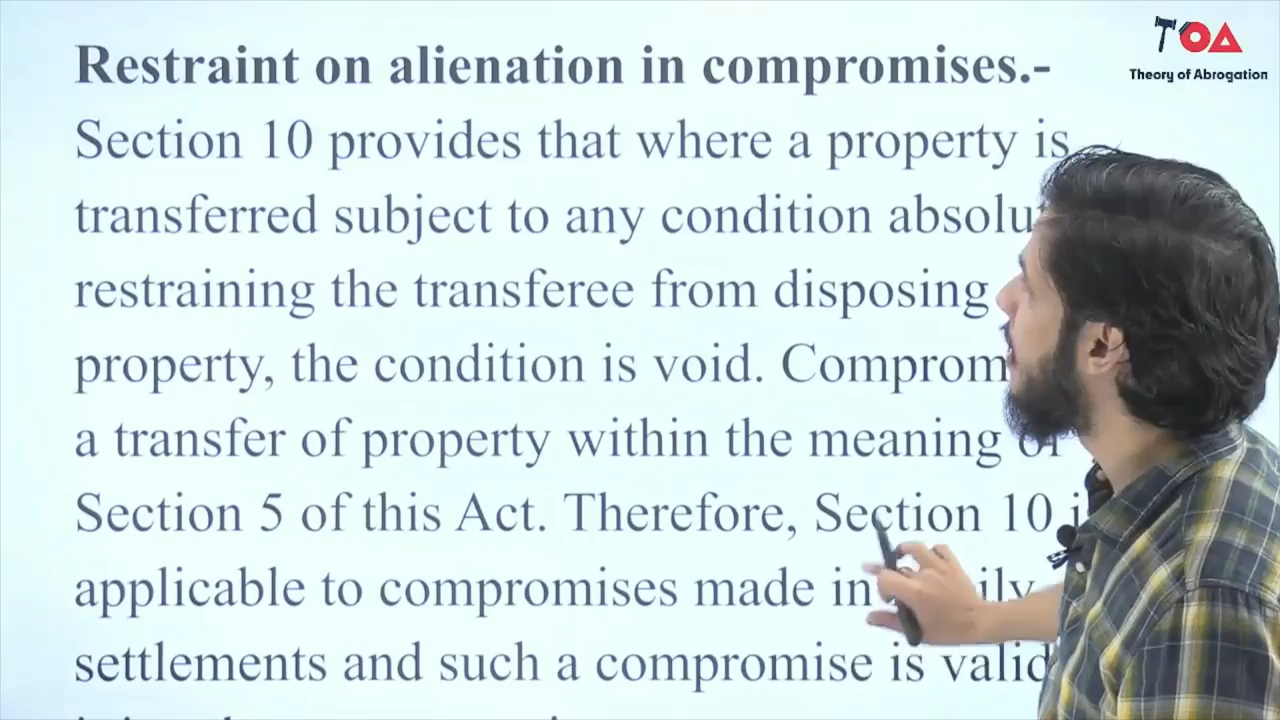 TOA
Theory of Abrogation
Restraint on alienation in compromises.-
Section 10 provides that where a property is
transferred subject to any condition
restraining the transferee from disposing
property, the condition is void.
a transfer of property within the meaning of
Section 5 of this Act. Therefore, Section 10
applicable to compromises made in
settlements and such a compromise is valid